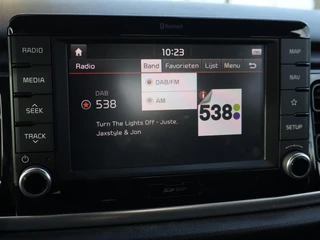 Bluetooth
RADIO
MEDIA
SEEK
TRACK
10:23
Radio
Band Favorieten Lijst Menu
DAB/FM
AM
DAB
538
538
Turn The Lights Off - Juste,
Jaxstyle & Jon
MAP
NAV
SETUP